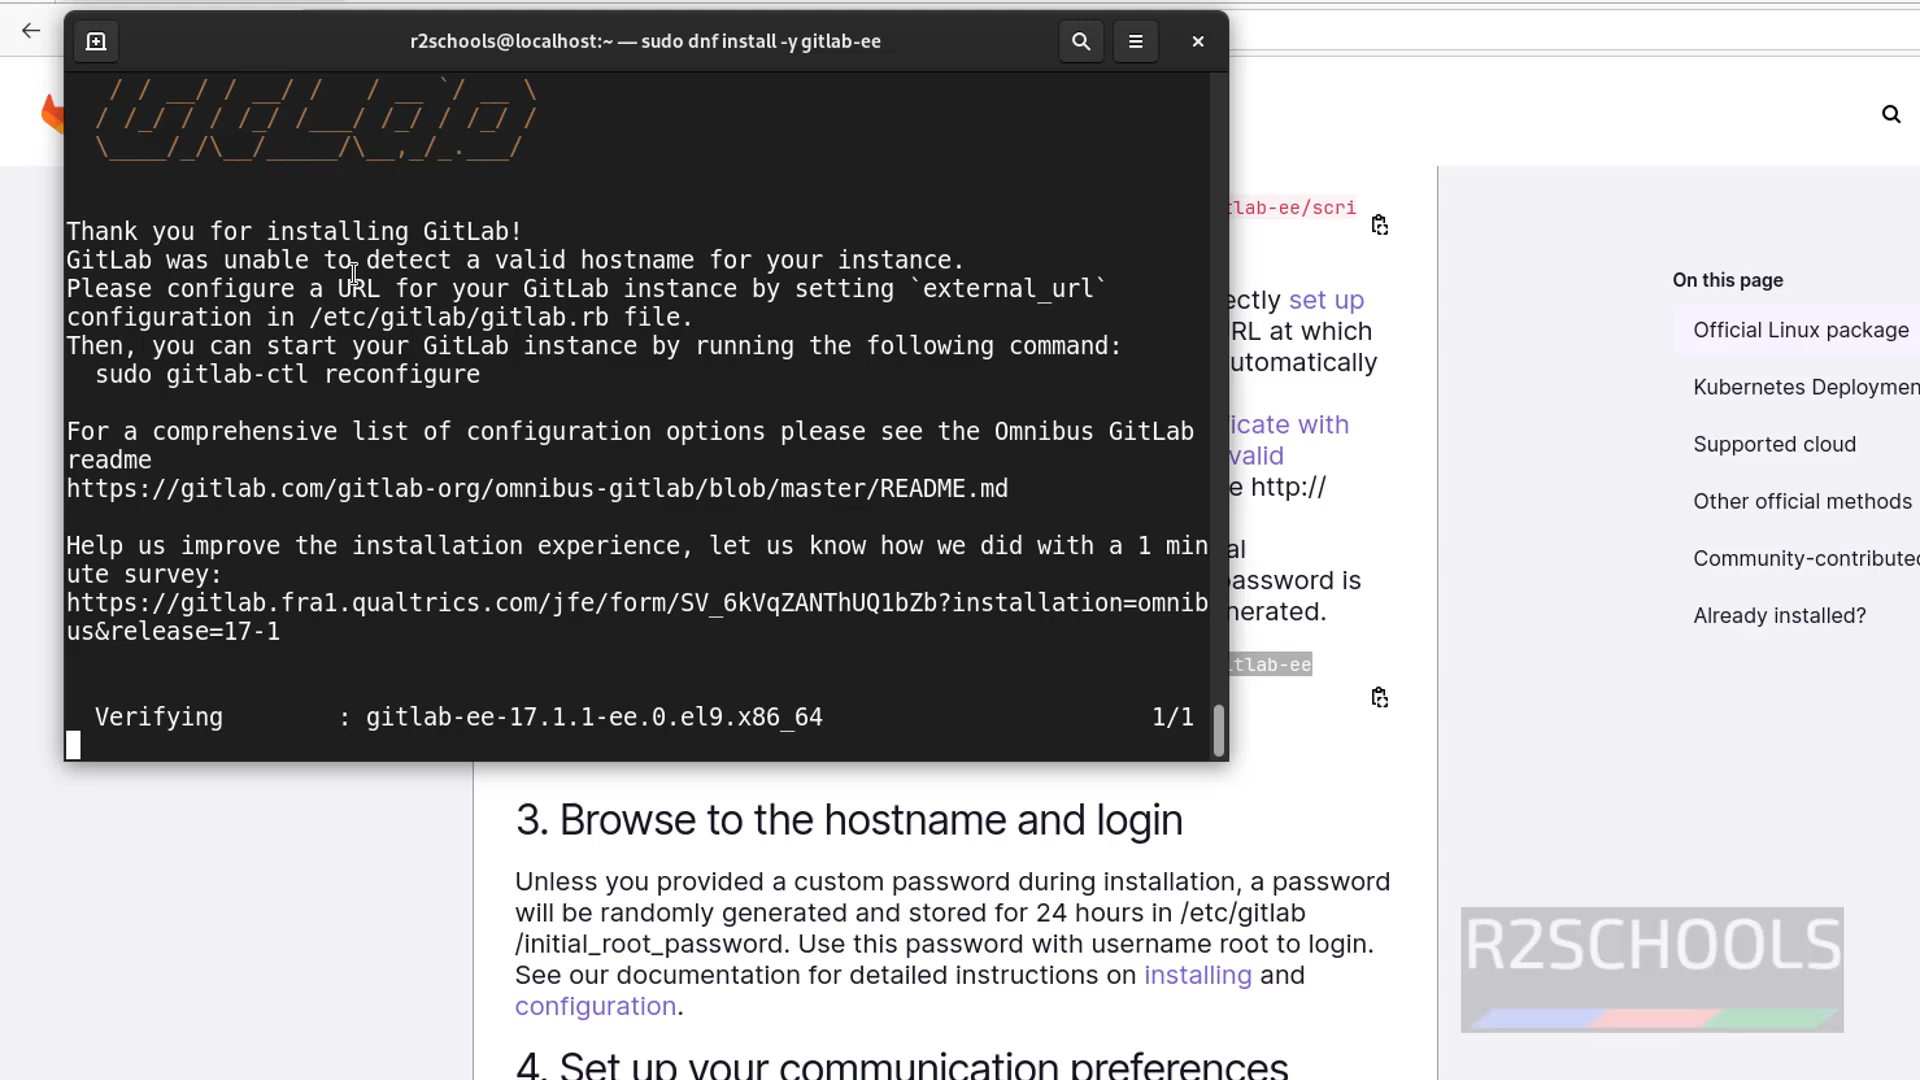 r2schools@localhost:~ — sudo dnf install -y gitlab-ee
Thank you for installing GitLab!
GitLab was unable to detect a valid hostname for your instance.
Please configure a URL for your GitLab instance by setting `external_url`
configuration in /etc/gitlab/gitlab.rb file.
Then, you can start your GitLab instance by running the following command:
sudo gitlab-ctl reconfigure
For a comprehensive list of configuration options please see the Omnibus GitLab
readme
https://gitlab.com/gitlab-org/omnibus-gitlab/blob/master/README.md
Help us improve the installation experience, let us know how we did with a 1 min
ute survey:
https://gitlab.fra1.qualtrics.com/jfe/form/SV_6kVqZANThUQ1bZb?installation=omnib
us&release=17-1
Verifying : gitlab-ee-17.1.1-ee.0.el9.x86_64 1/1
tlab-ee/scri
ectly set up
RL at which
utomatically
icate with
valid
e http://
al
password is
nerated.
itlab-ee
3. Browse to the hostname and login
Unless you provided a custom password during installation, a password
will be randomly generated and stored for 24 hours in /etc/gitlab
/initial_root_password. Use this password with username root to login.
See our documentation for detailed instructions on installing and
configuration.
4. Set up your communication preferences
On this page
Official Linux package
Kubernetes Deploymen
Supported cloud
Other official methods
Community-contributed
Already installed?
R2SCHOOLS